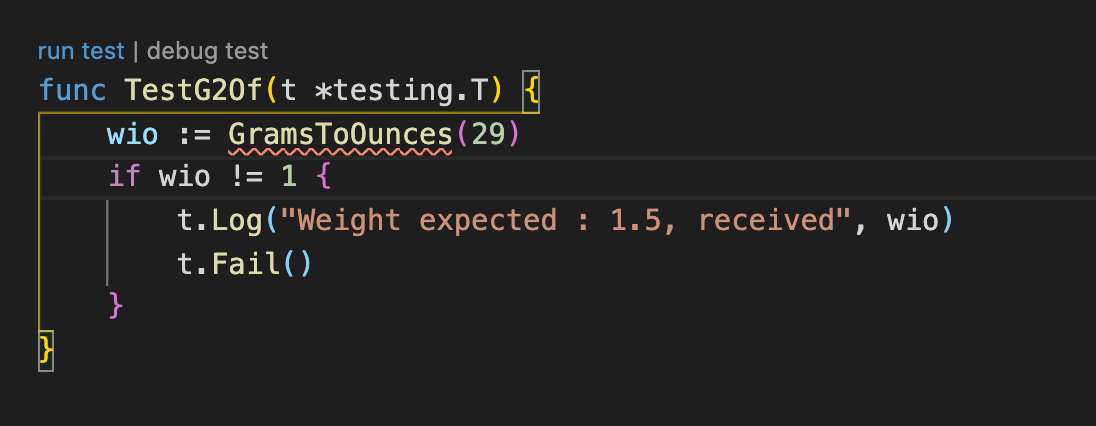 run test | debug test
func TestG2Of(t *testing.T) {
wio := GramsToOunces(29)
if wio != 1 {
t.Log("Weight expected : 1.5, received", wio)
t.Fail()
}
}